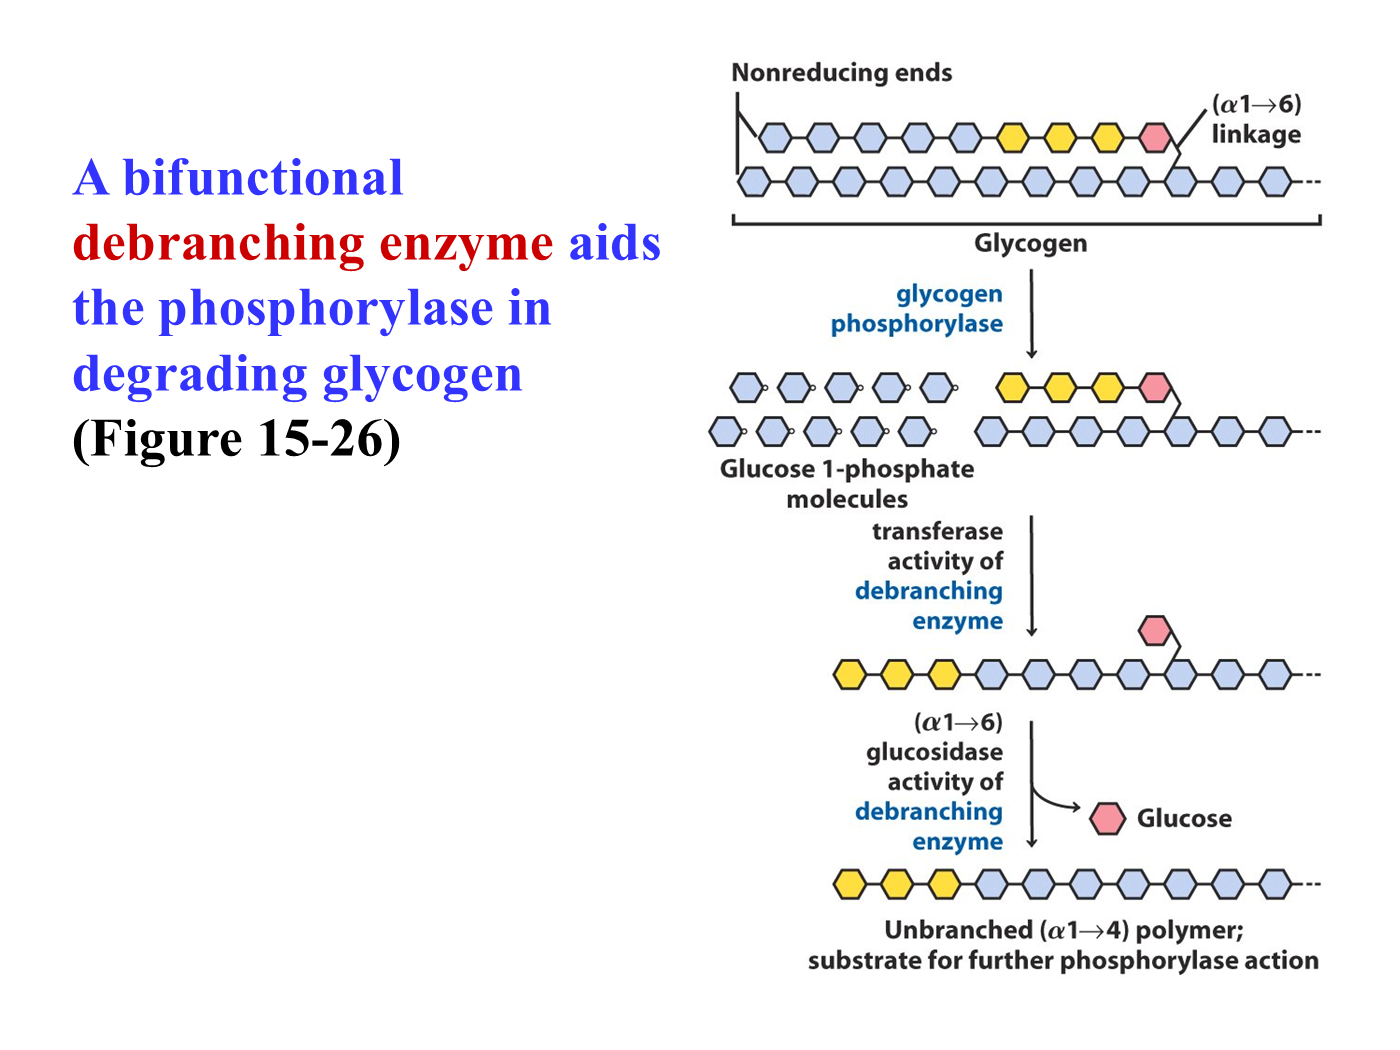 A bifunctional
debranching enzyme aids
the phosphorylase in
degrading glycogen
(Figure 15-26)
Nonreducing ends
(α1→6)
linkage
Glycogen
glycogen
phosphorylase
Glucose 1-phosphate
molecules
transferase
activity of
debranching
enzyme
(α1→6)
glucosidase
activity of
debranching
enzyme
Glucose
Unbranched (α1→4) polymer;
substrate for further phosphorylase action